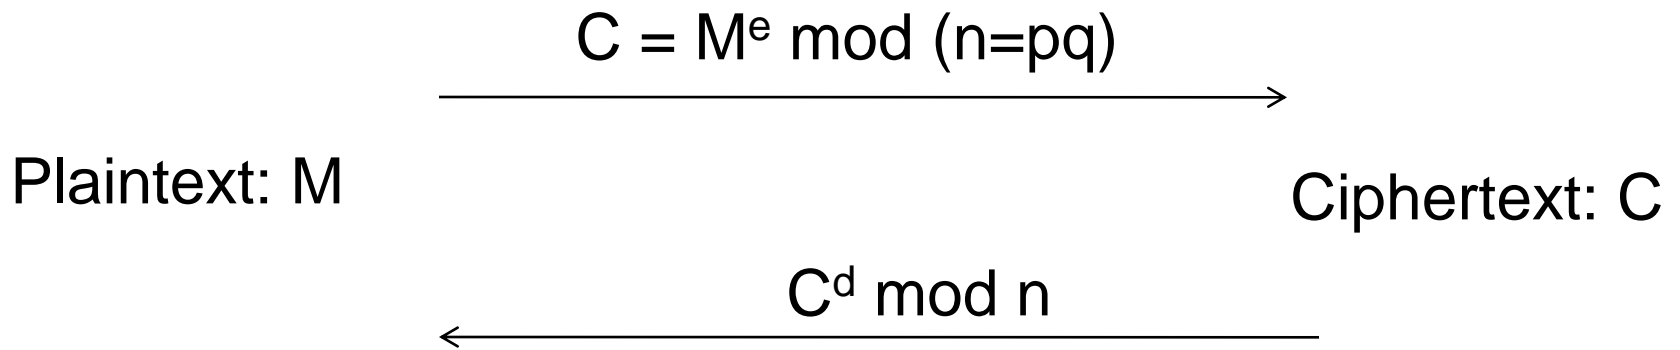 C = Mᵉ mod (n=pq)
Plaintext: M
Ciphertext: C
Cᵈ mod n